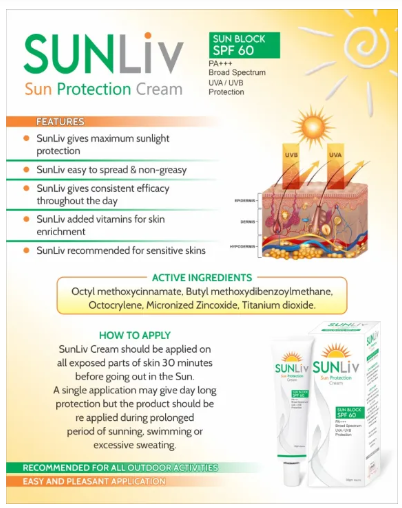 SUNLiv
Sun Protection Cream
SUN BLOCK
SPF 60
PA+++
Broad Spectrum
UVA / UVB
Protection
FEATURES
SunLiv gives maximum sunlight
protection
SunLiv easy to spread & non-greasy
SunLiv gives consistent efficacy
throughout the day
SunLiv added vitamins for skin
enrichment
SunLiv recommended for sensitive skins
UVB
UVA
EPIDERMIS
DERMIS
HYPODERMIS
ACTIVE INGREDIENTS
Octyl methoxycinnamate, Butyl methoxydibenzoylmethane,
Octocrylene, Micronized Zincoxide, Titanium dioxide.
HOW TO APPLY
SunLiv Cream should be applied on
all exposed parts of skin 30 minutes
before going out in the Sun.
A single application may give day long
protection but the product should be
re applied during prolonged
period of sunning, swimming or
excessive sweating.
SUNLiv
SUNLiv
Sun Protection
Cream
SPF 60
SUNLiv
Sun Protection
Cream
SUN BLOCK
SPF 60
PA+++
Broad Spectrum
UVA / UVB
Protection
RECOMMENDED FOR ALL OUTDOOR ACTIVITIES
EASY AND PLEASANT APPLICATION